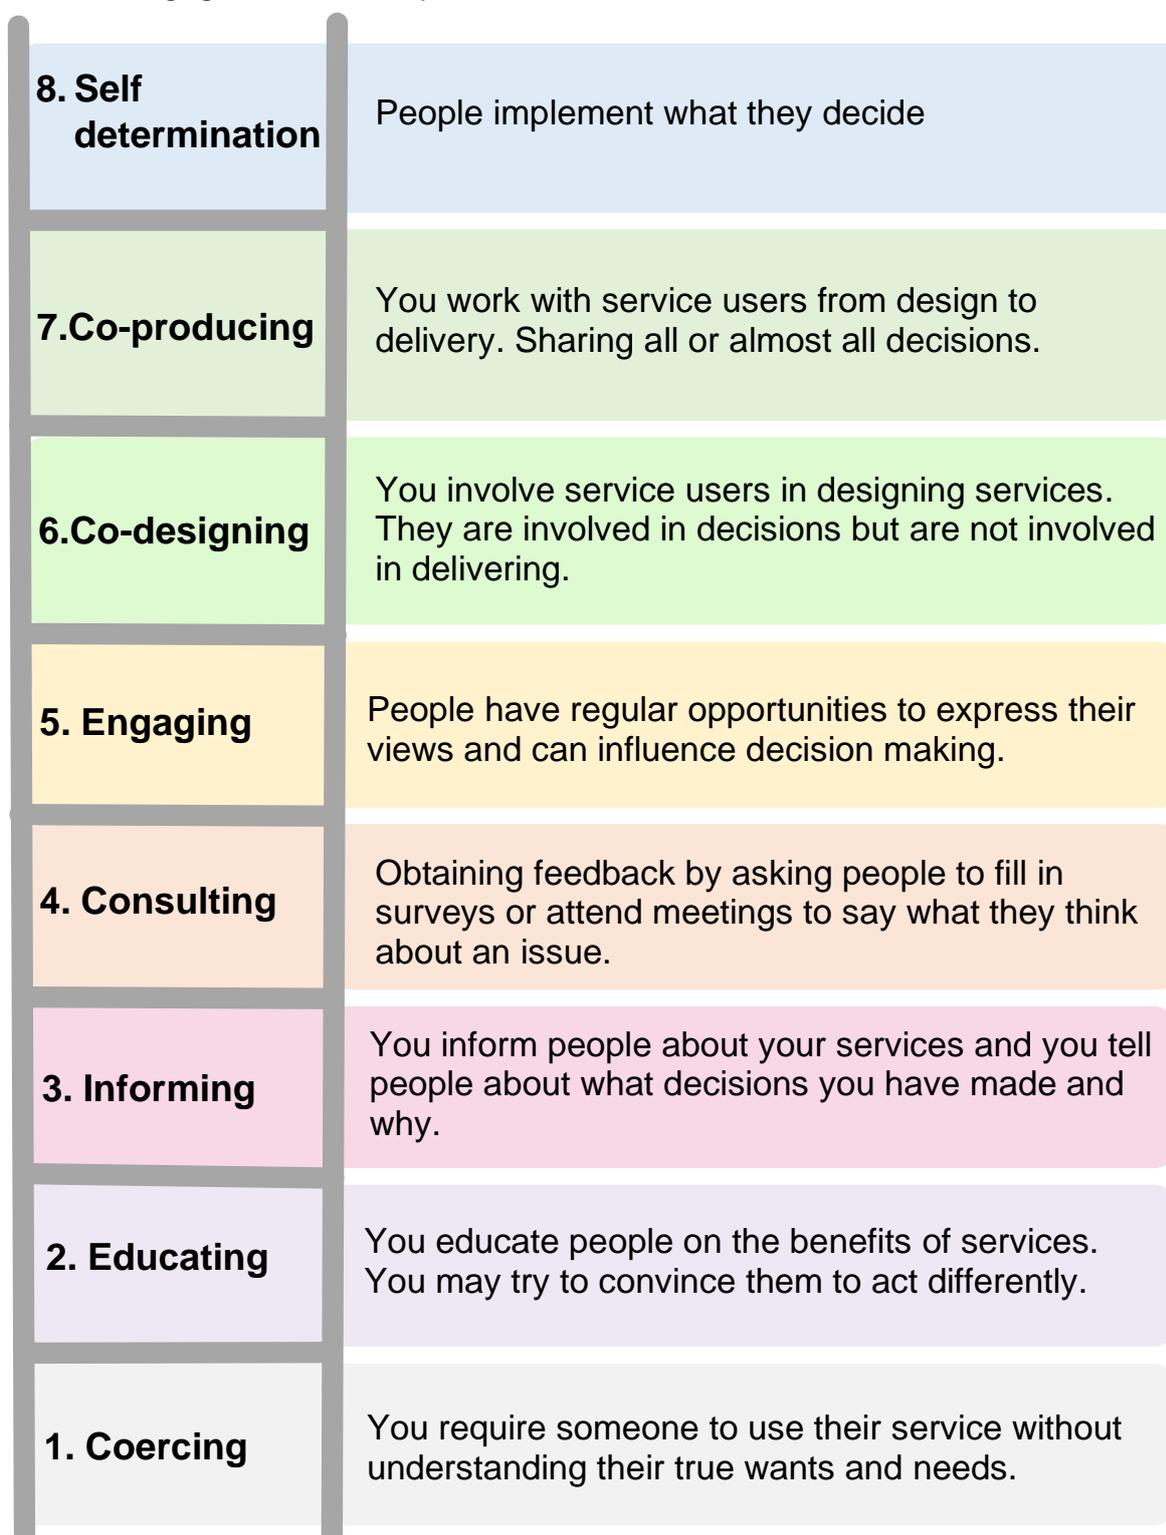 8. Self
determination
People implement what they decide
7.Co-producing
You work with service users from design to
delivery. Sharing all or almost all decisions.
6.Co-designing
You involve service users in designing services.
They are involved in decisions but are not involved
in delivering.
5. Engaging
People have regular opportunities to express their
views and can influence decision making.
4. Consulting
Obtaining feedback by asking people to fill in
surveys or attend meetings to say what they think
about an issue.
3. Informing
You inform people about your services and you tell
people about what decisions you have made and
why.
2. Educating
You educate people on the benefits of services.
You may try to convince them to act differently.
1. Coercing
You require someone to use their service without
understanding their true wants and needs.